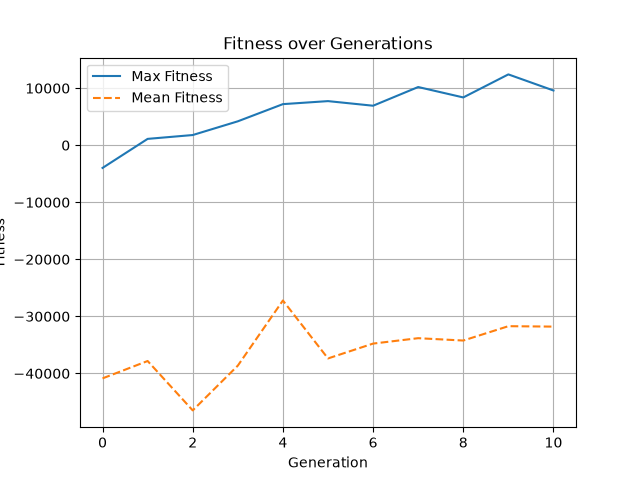 Fitness over Generations
Max Fitness
Mean Fitness
10000
0
−10000
−20000
−30000
−40000
Fitness
0 2 4 6 8 10
Generation